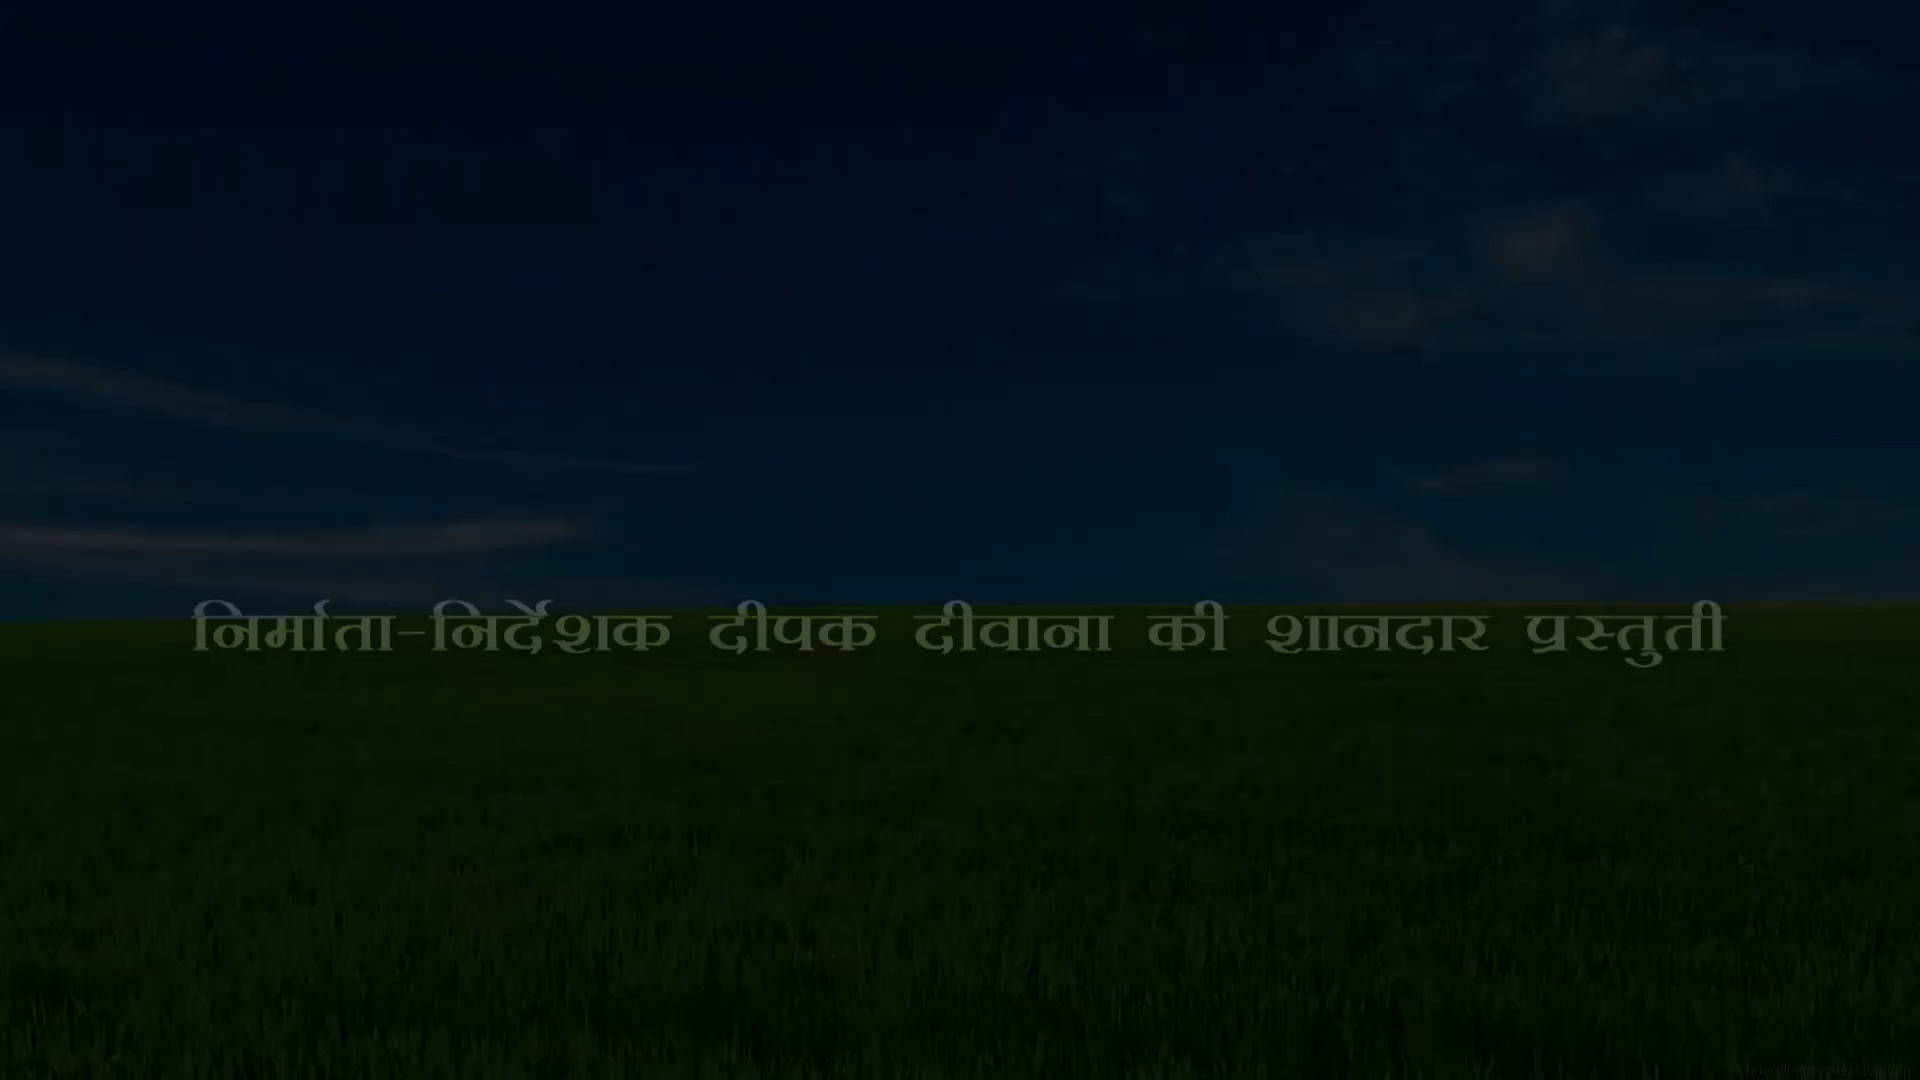 निर्माता-निर्देशक दीपक दीवाना की शानदार प्रस्तुती